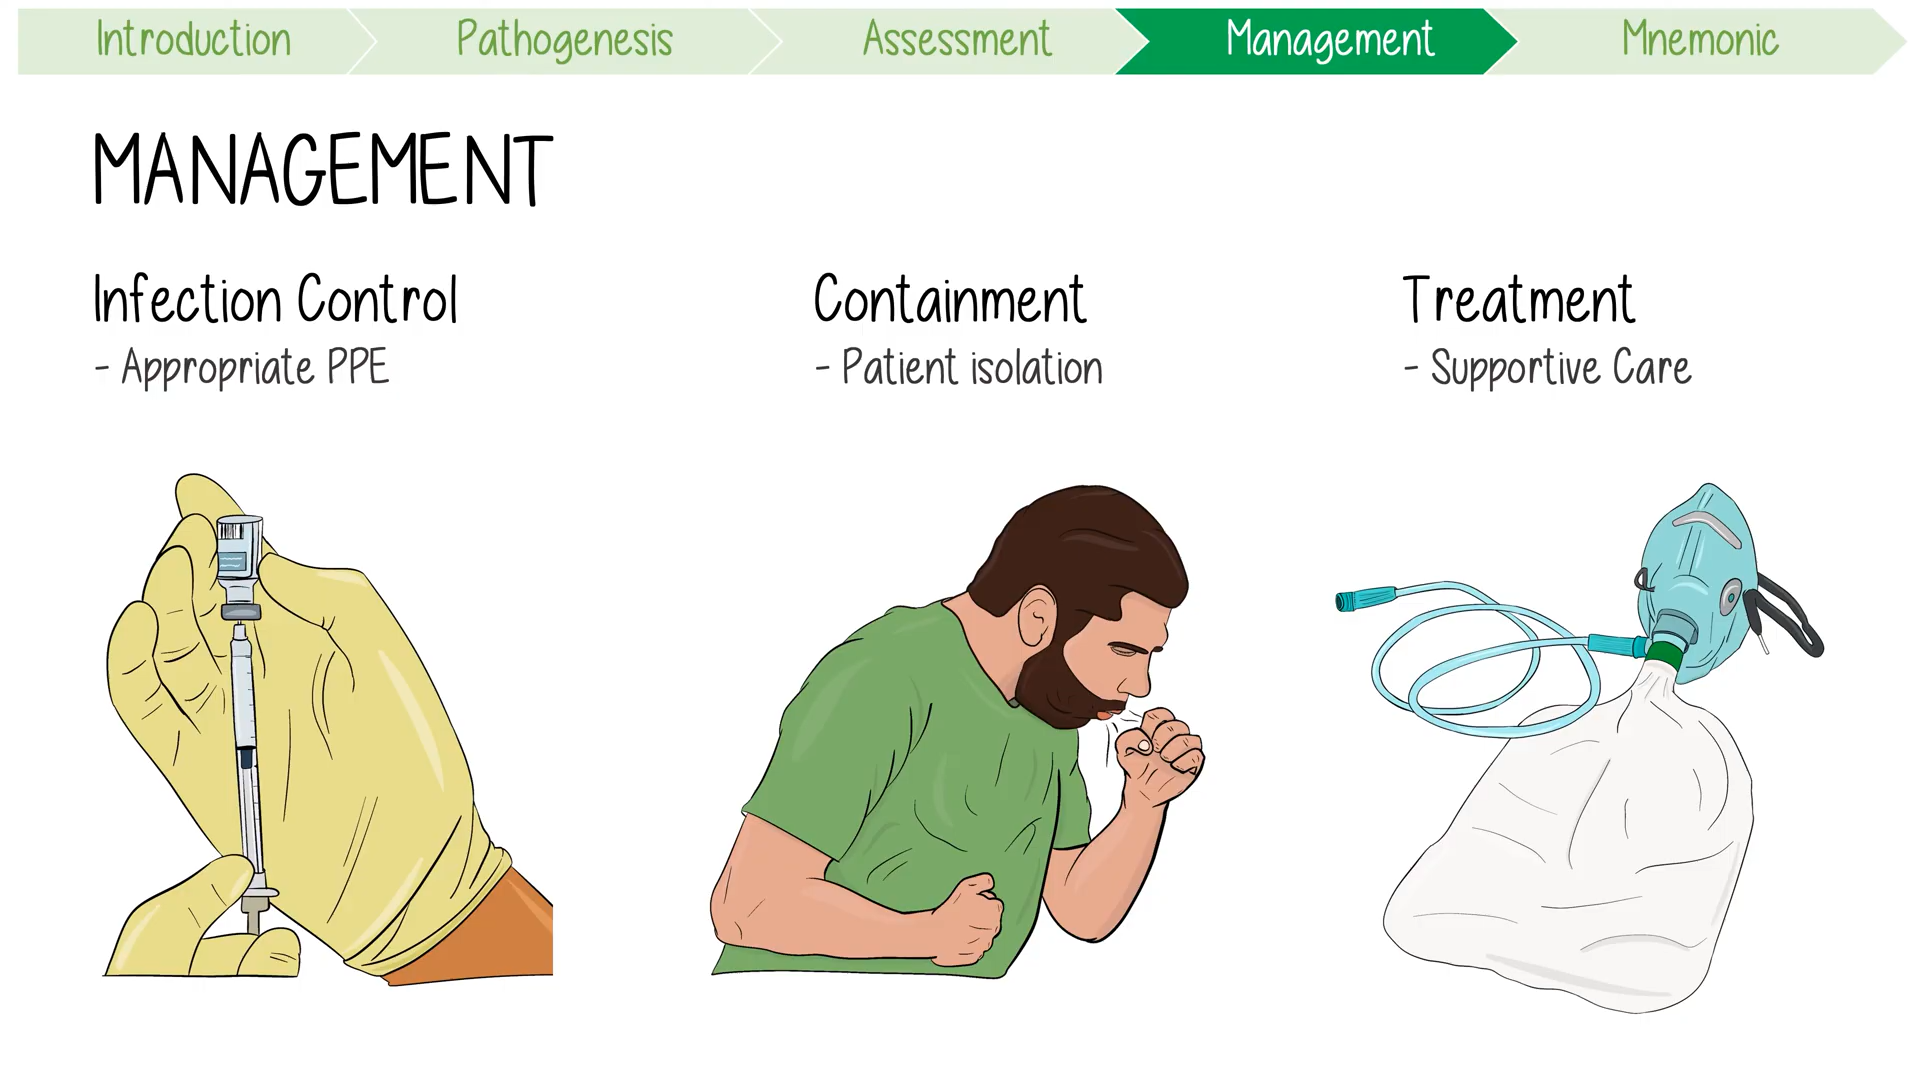 Introduction
Pathogenesis
Assessment
Management
Mnemonic
MANAGEMENT
Infection Control
- Appropriate PPE
Containment
- Patient isolation
Treatment
- Supportive Care